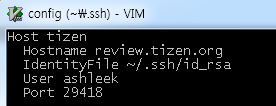 config (~₩.ssh) - VIM
Host tizen
Hostname review.tizen.org
IdentityFile ~/.ssh/id_rsa
User ashleek
Port 29418